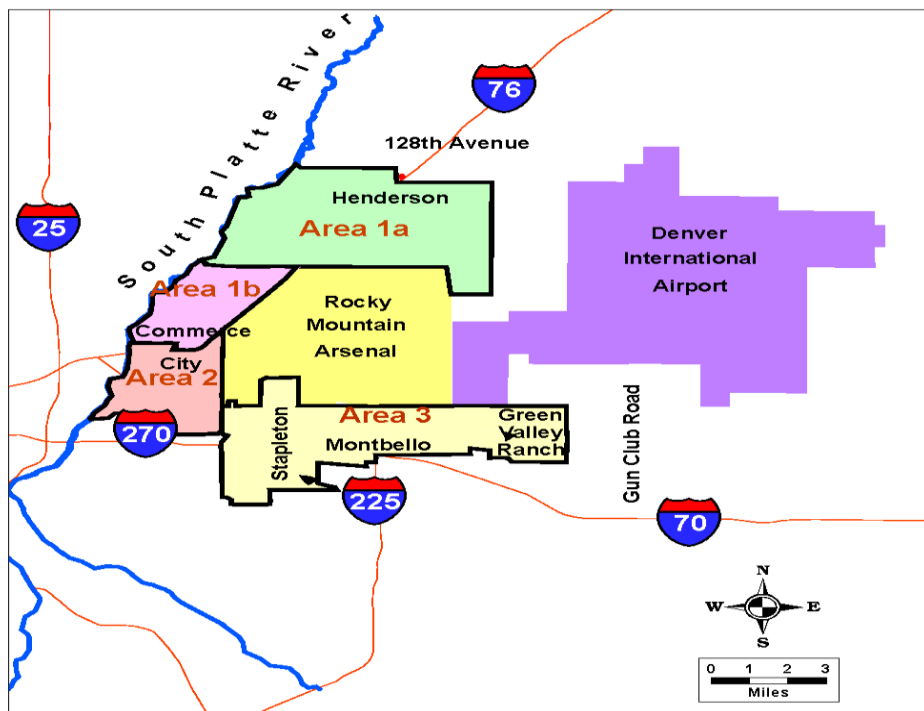 South Platte River
76
128th Avenue
Henderson
Area 1a
25
Denver
International
Airport
Area 1b
Rocky
Mountain
Arsenal
Commerce
City
Area 2
Area 3
Green
Valley
Ranch
Montbello
Stapleton
Gun Club Road
270
225
70
N
W E
S
0 1 2 3
Miles